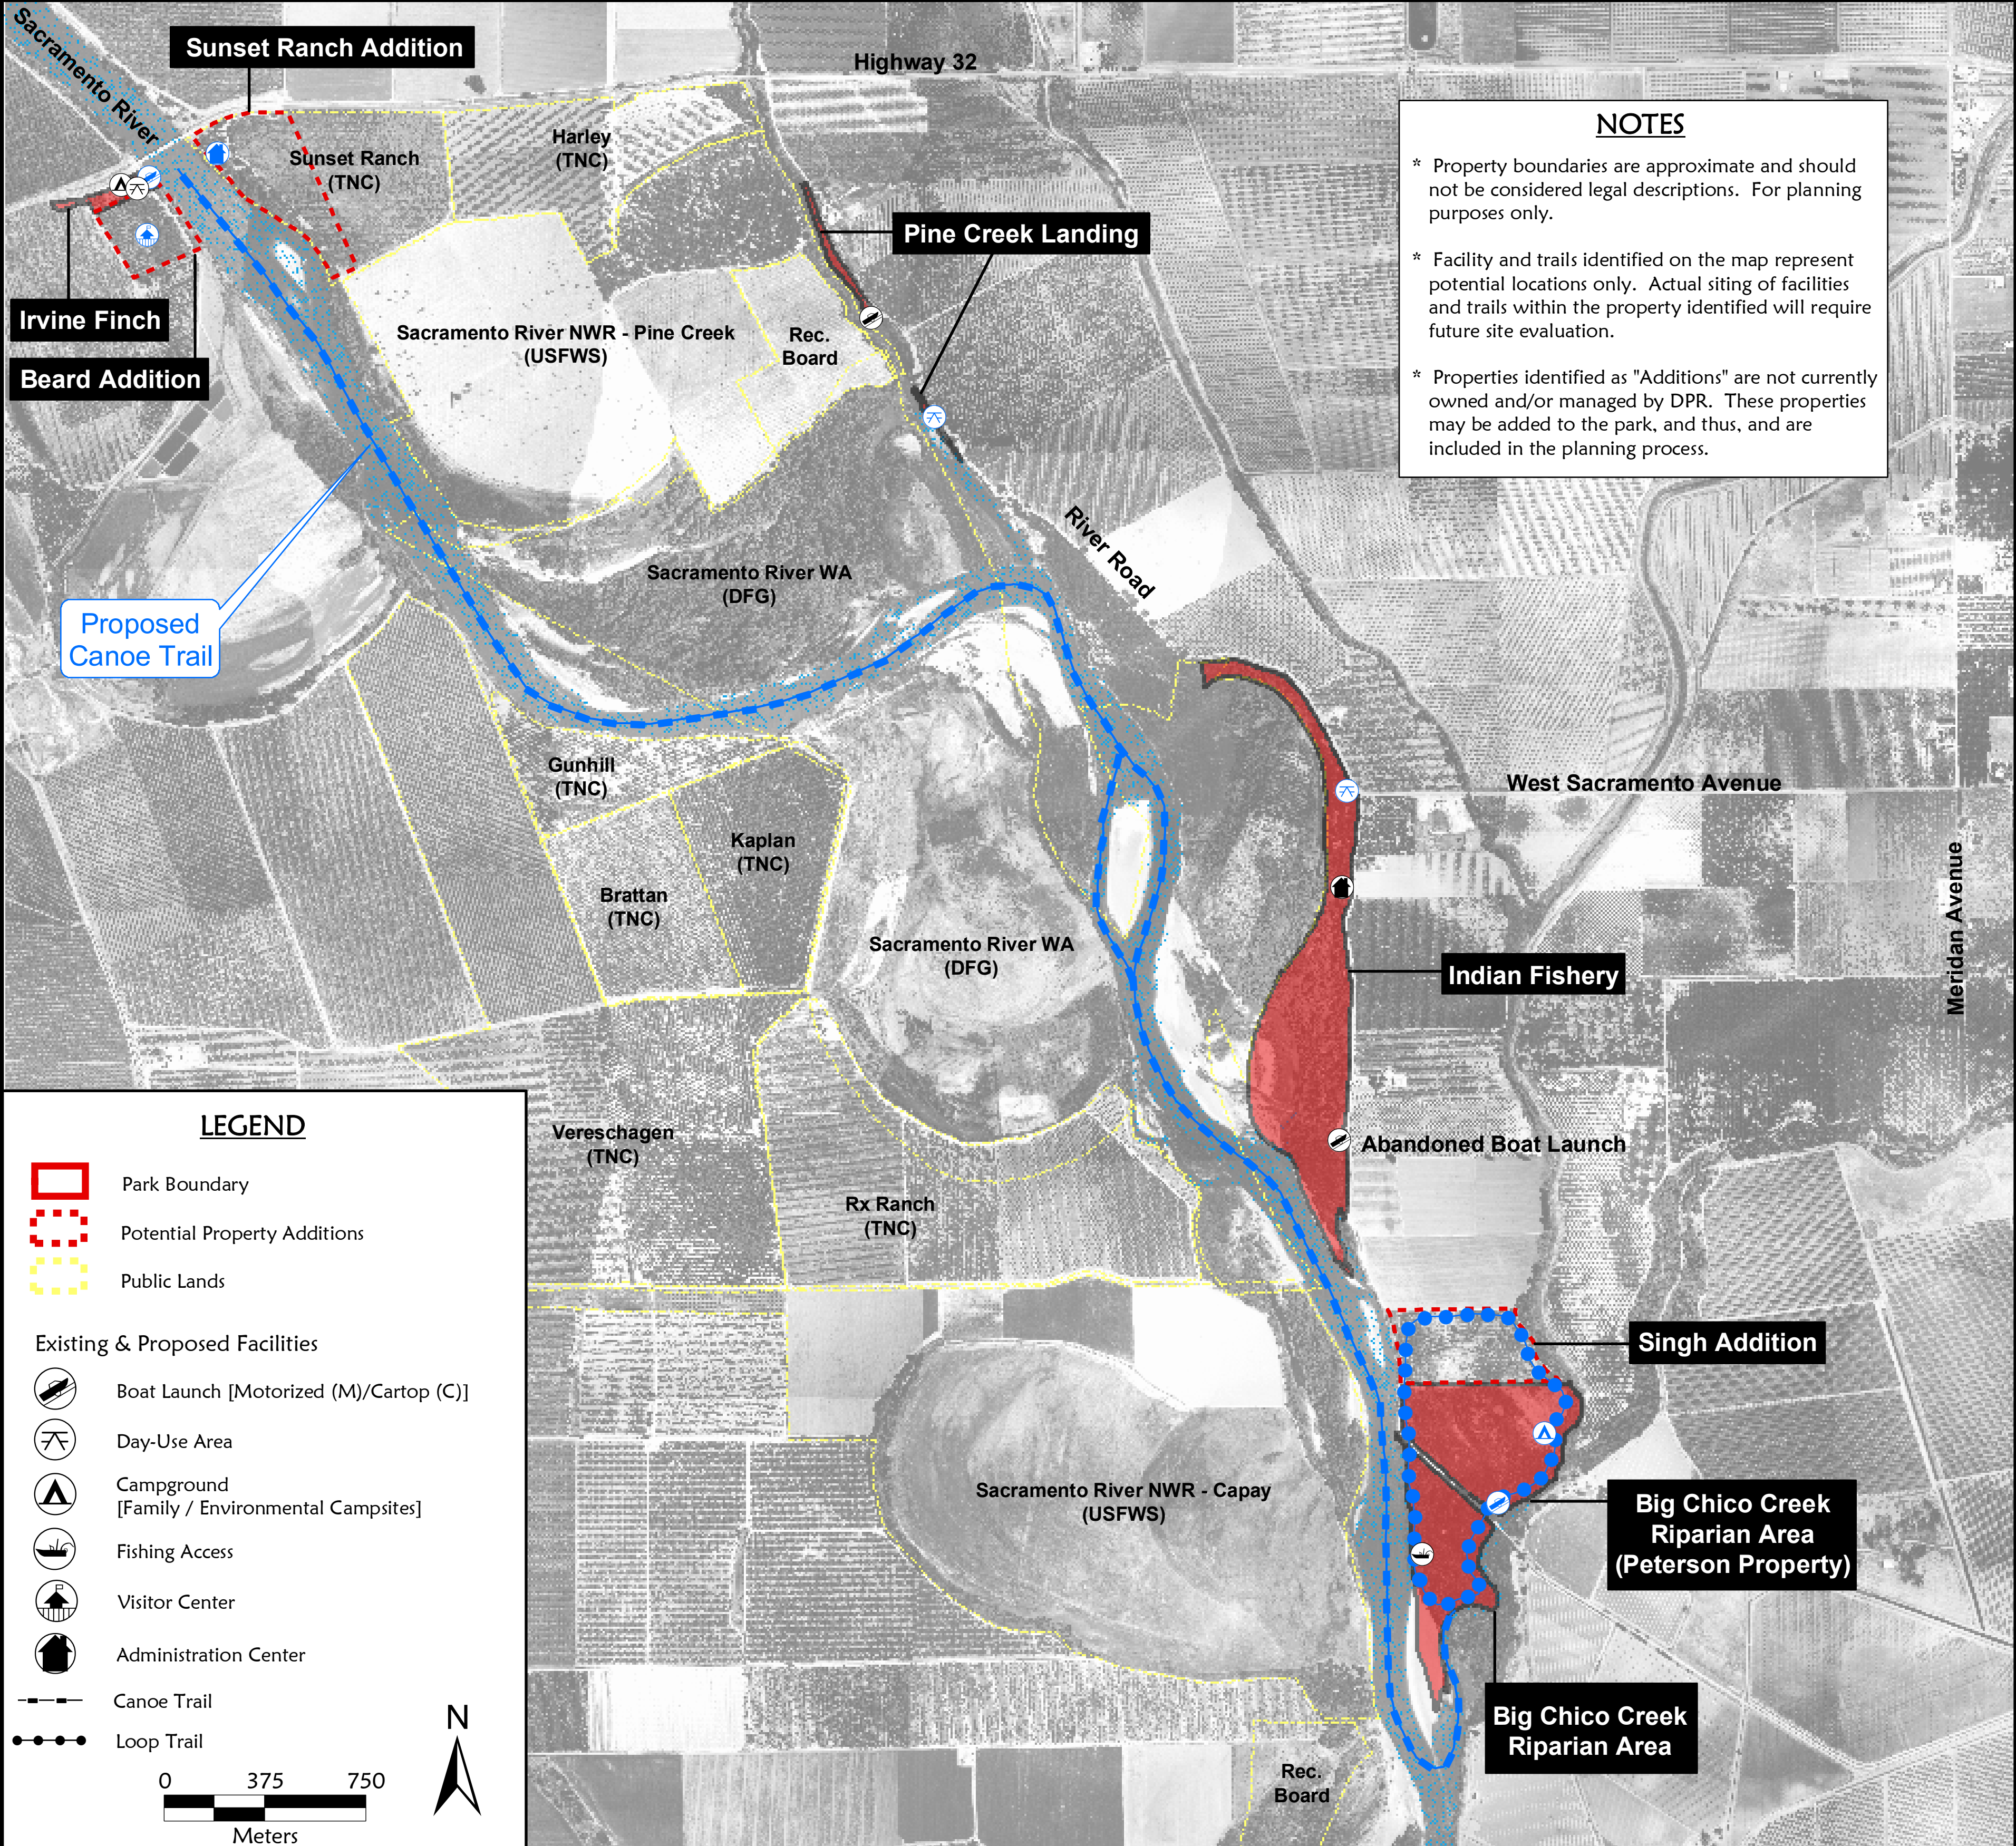 Sacramento River
Sunset Ranch Addition
Highway 32
Harley
(TNC)
Sunset Ranch
(TNC)
NOTES
* Property boundaries are approximate and should
not be considered legal descriptions. For planning
purposes only.
* Facility and trails identified on the map represent
potential locations only. Actual siting of facilities
and trails within the property identified will require
future site evaluation.
* Properties identified as "Additions" are not currently
owned and/or managed by DPR. These properties
may be added to the park, and thus, and are
included in the planning process.
Pine Creek Landing
Irvine Finch
Beard Addition
Sacramento River NWR - Pine Creek
(USFWS)
Rec.
Board
River Road
Sacramento River WA
(DFG)
Proposed
Canoe Trail
Gunhill
(TNC)
Kaplan
(TNC)
Brattan
(TNC)
West Sacramento Avenue
Meridan Avenue
Sacramento River WA
(DFG)
Indian Fishery
Abandoned Boat Launch
Vereschagen
(TNC)
Rx Ranch
(TNC)
Singh Addition
Sacramento River NWR - Capay
(USFWS)
Big Chico Creek
Riparian Area
(Peterson Property)
Big Chico Creek
Riparian Area
Rec.
Board
LEGEND
Park Boundary
Potential Property Additions
Public Lands
Existing & Proposed Facilities
Boat Launch [Motorized (M)/Cartop (C)]
Day-Use Area
Campground
[Family / Environmental Campsites]
Fishing Access
Visitor Center
Administration Center
Canoe Trail
Loop Trail
N
0 375 750
Meters